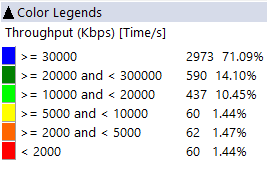 Color Legends
Throughput (Kbps) [Time/s]
>= 30000 2973 71.09%
>= 20000 and < 300000 590 14.10%
>= 10000 and < 20000 437 10.45%
>= 5000 and < 10000 60 1.44%
>= 2000 and < 5000 62 1.47%
< 2000 60 1.44%